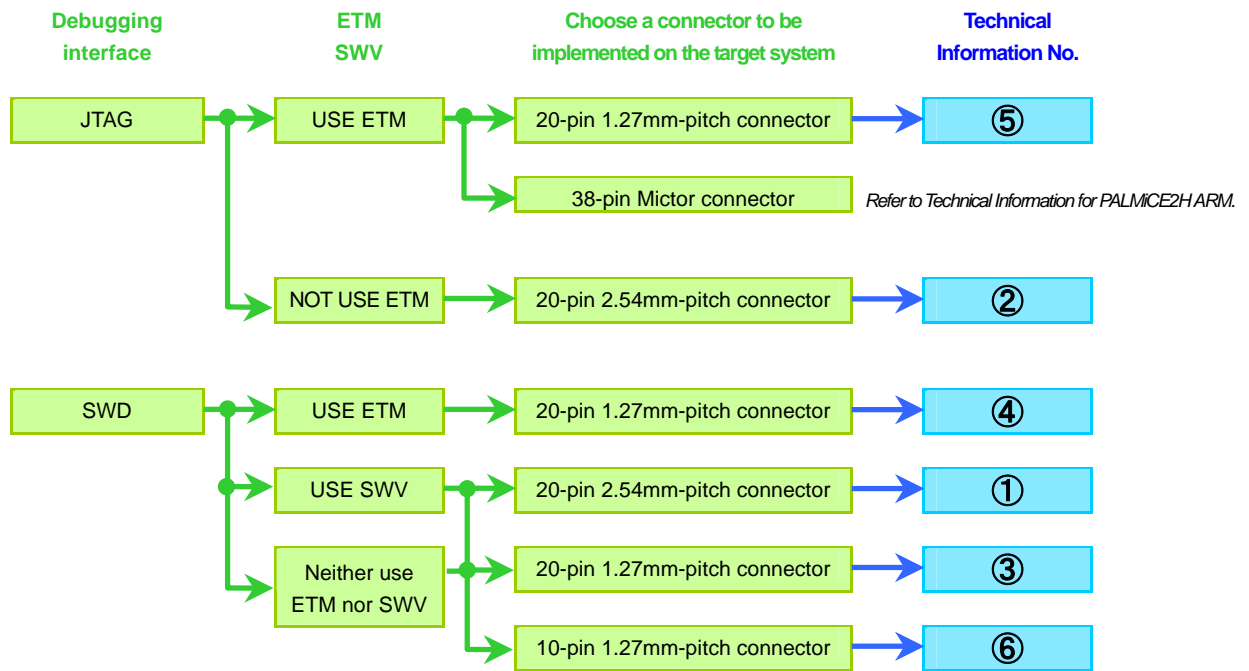 Debugging interface
ETM SWV
Choose a connector to be implemented on the target system
Technical Information No.
JTAG
USE ETM
20-pin 1.27mm-pitch connector
⑤
38-pin Mictor connector
Refer to Technical Information for PALMiCE2H ARM.
NOT USE ETM
20-pin 2.54mm-pitch connector
②
SWD
USE ETM
20-pin 1.27mm-pitch connector
④
USE SWV
20-pin 2.54mm-pitch connector
①
Neither use
ETM nor SWV
20-pin 1.27mm-pitch connector
③
10-pin 1.27mm-pitch connector
⑥